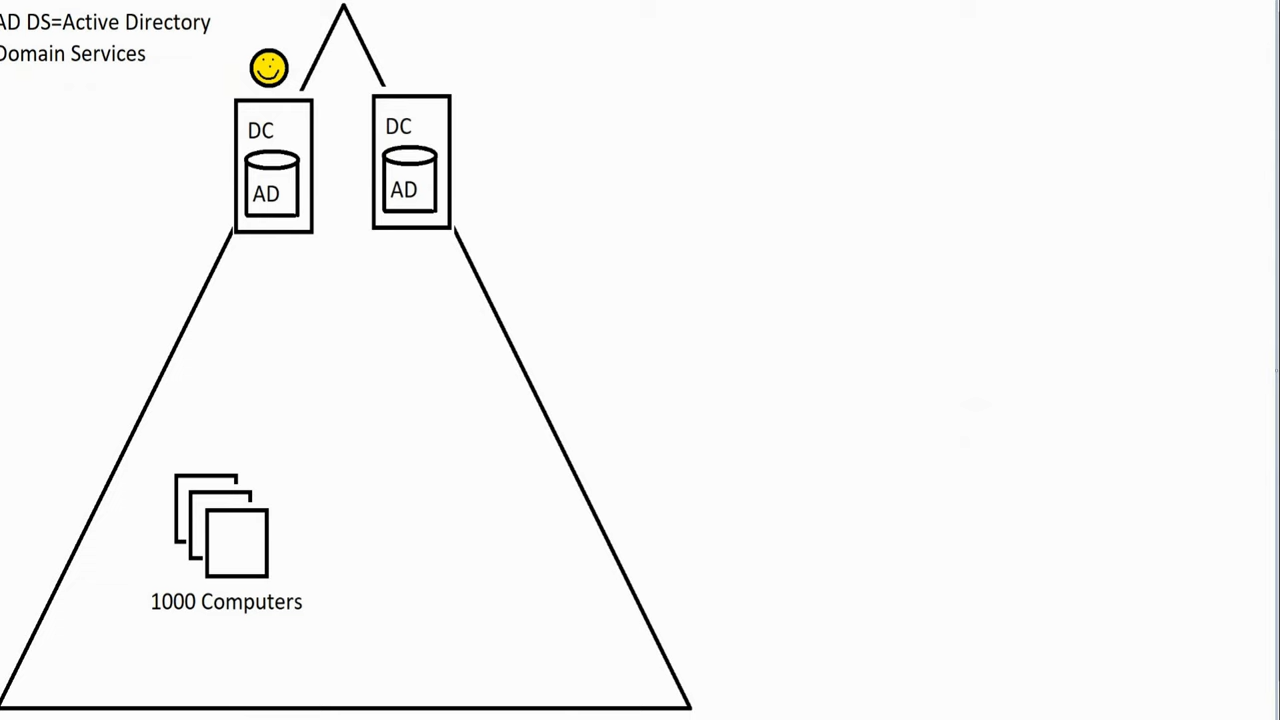 AD DS=Active Directory
Domain Services
DC
AD
DC
AD
1000 Computers